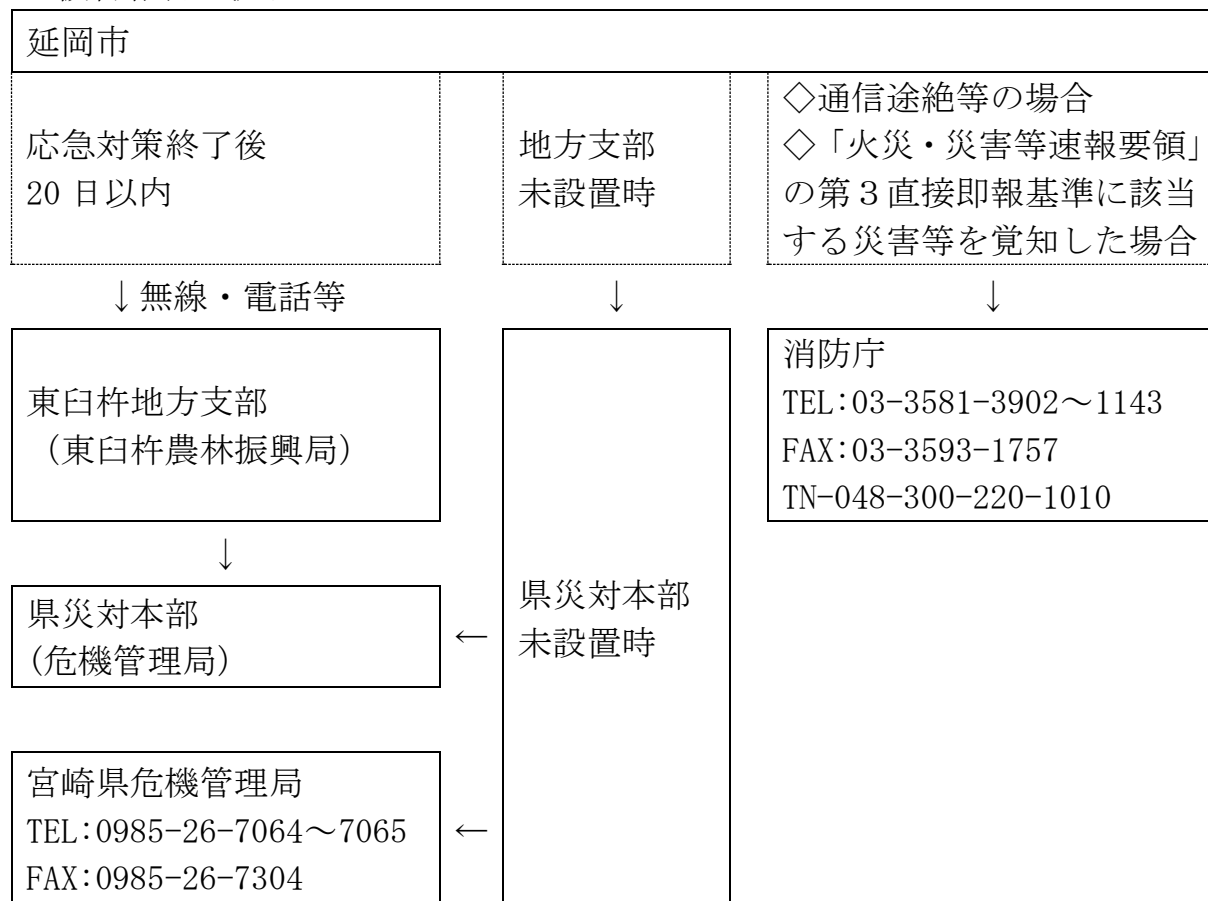 延岡市
応急対策終了後
20日以内
地方支部
未設置時
◇通信途絶等の場合
◇「火災・災害等速報要領」
の第3直接即報基準に該当
する災害等を覚知した場合
↓無線・電話等
↓
↓
東臼杵地方支部
（東臼杵農林振興局）
消防庁
TEL:03-3581-3902～1143
FAX:03-3593-1757
TN-048-300-220-1010
↓
県災対本部
(危機管理局)
←
県災対本部
未設置時
宮崎県危機管理局
TEL:0985-26-7064～7065
FAX:0985-26-7304
←